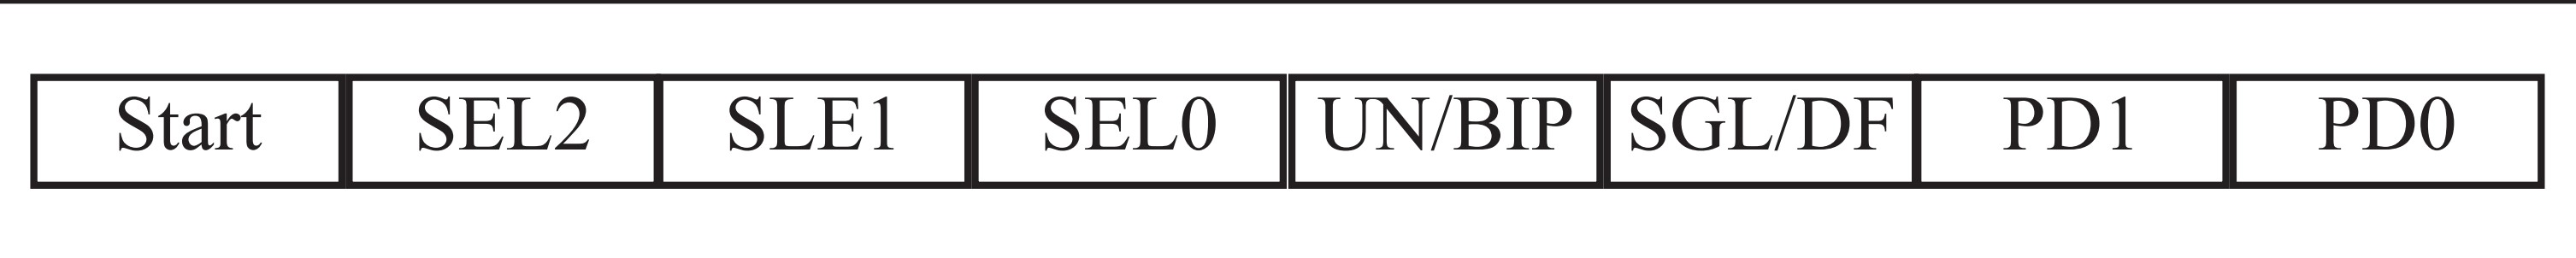 Start SEL2 SLE1 SEL0 UN/BIP SGL/DF PD1 PD0